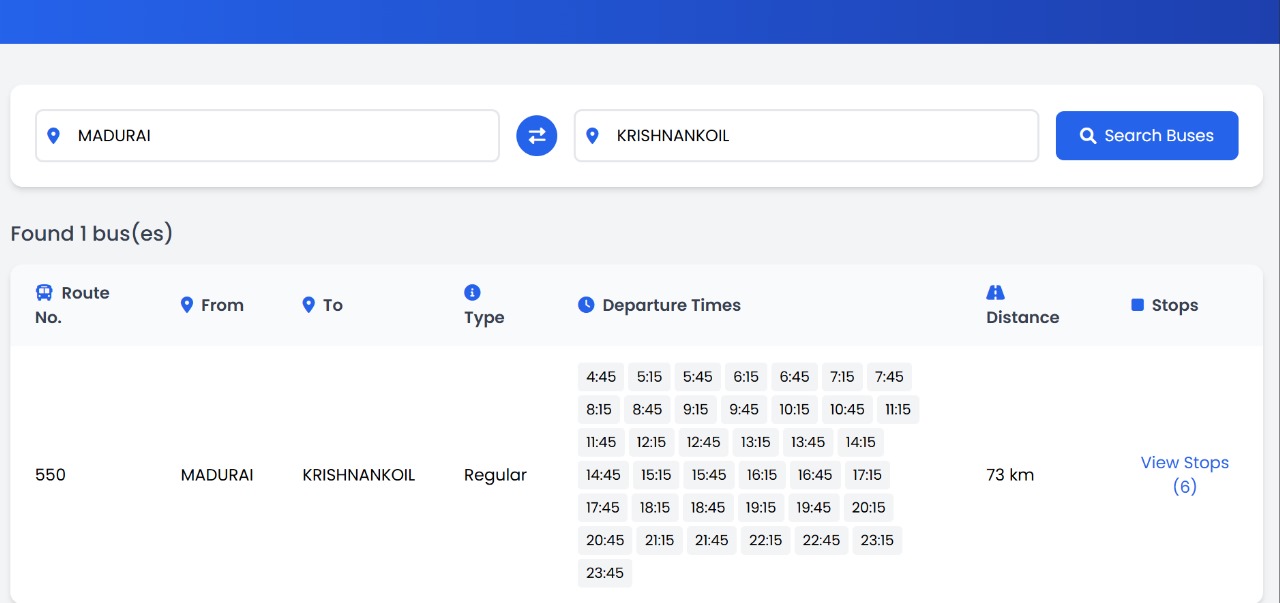 MADURAI
KRISHNANKOIL
Search Buses
Found 1 bus(es)
Route No.
From
To
Type
Departure Times
Distance
Stops
550
MADURAI
KRISHNANKOIL
Regular
4:45 5:15 5:45 6:15 6:45 7:15 7:45
8:15 8:45 9:15 9:45 10:15 10:45 11:15
11:45 12:15 12:45 13:15 13:45 14:15
14:45 15:15 15:45 16:15 16:45 17:15
17:45 18:15 18:45 19:15 19:45 20:15
20:45 21:15 21:45 22:15 22:45 23:15
23:45
73 km
View Stops
(6)